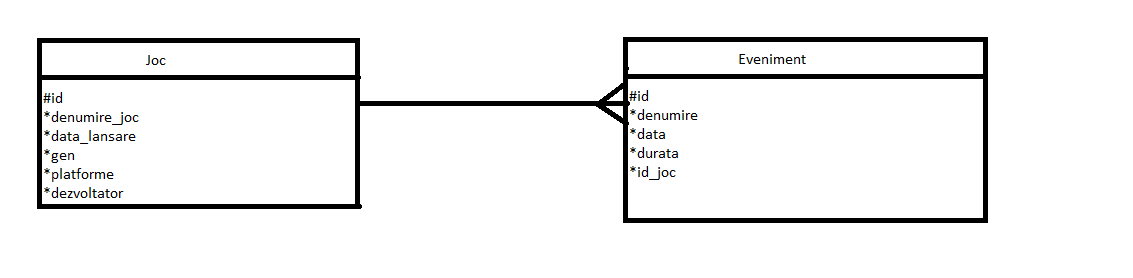 Joc
#id
*denumire_joc
*data_lansare
*gen
*platforme
*dezvoltator
Eveniment
#id
*denumire
*data
*durata
*id_joc